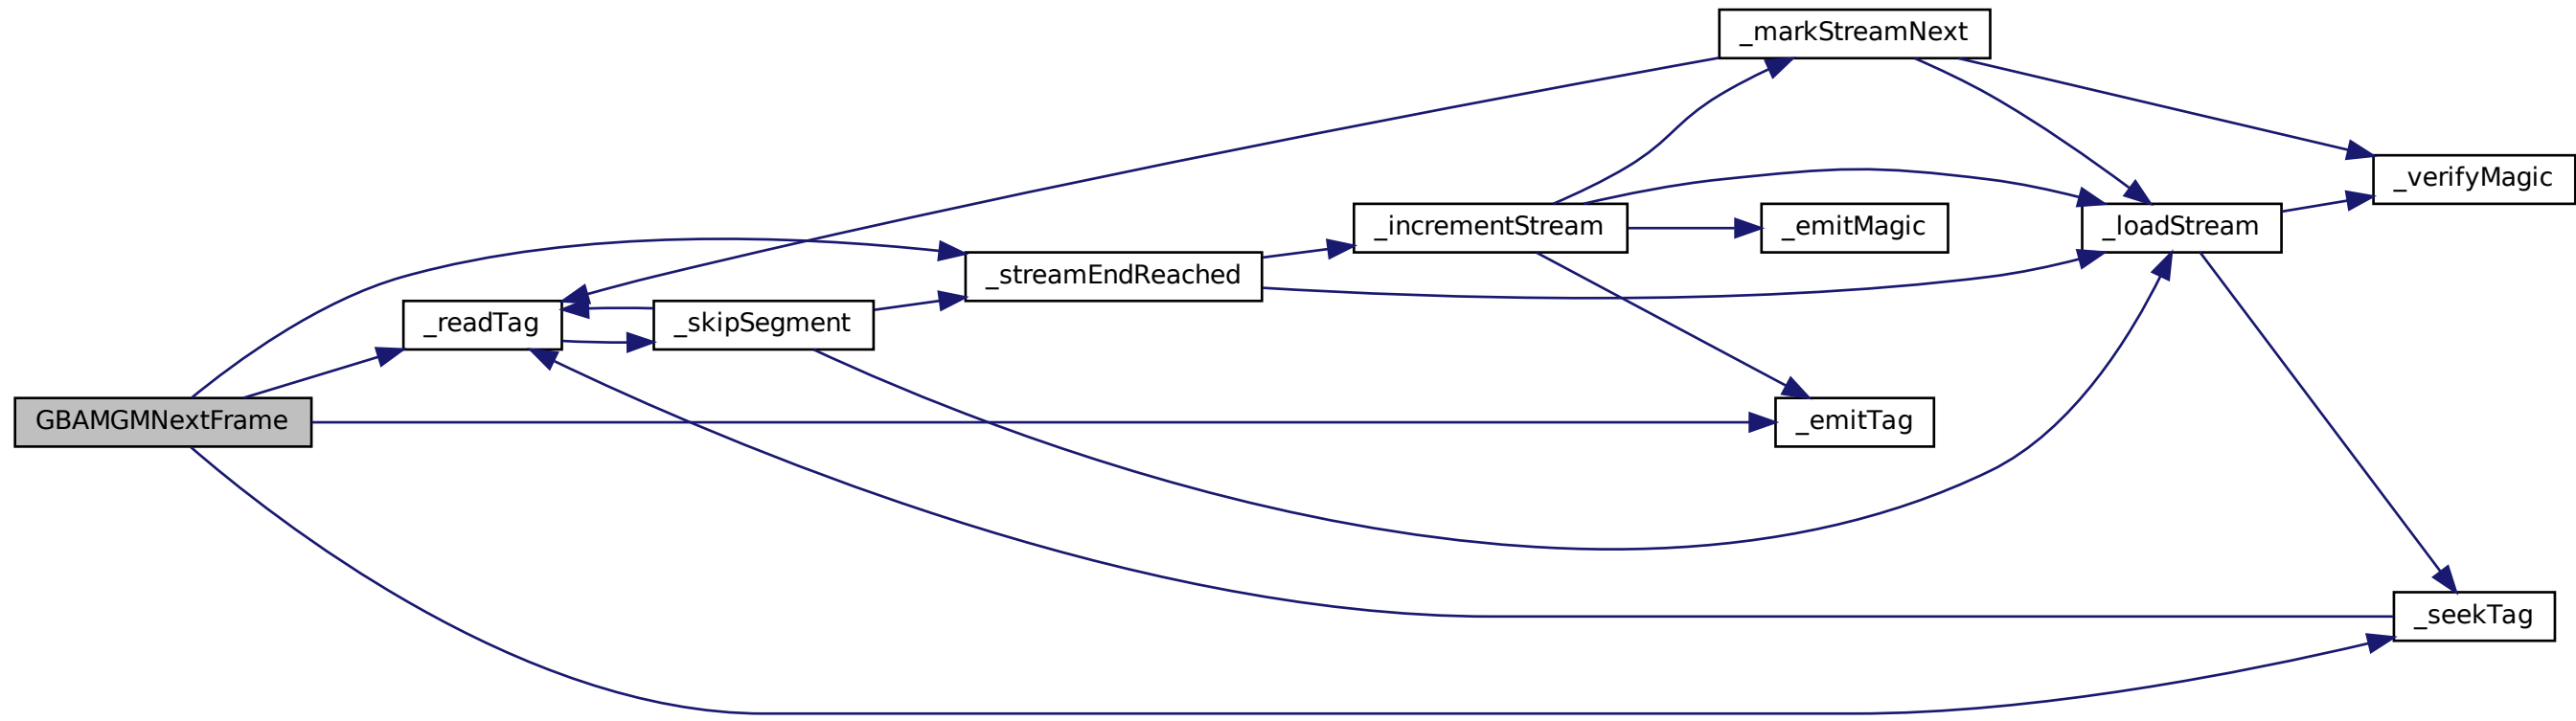 _markStreamNext
_verifyMagic
_incrementStream
_emitMagic
_loadStream
_streamEndReached
_readTag
_skipSegment
GBAMGMNextFrame
_emitTag
_seekTag